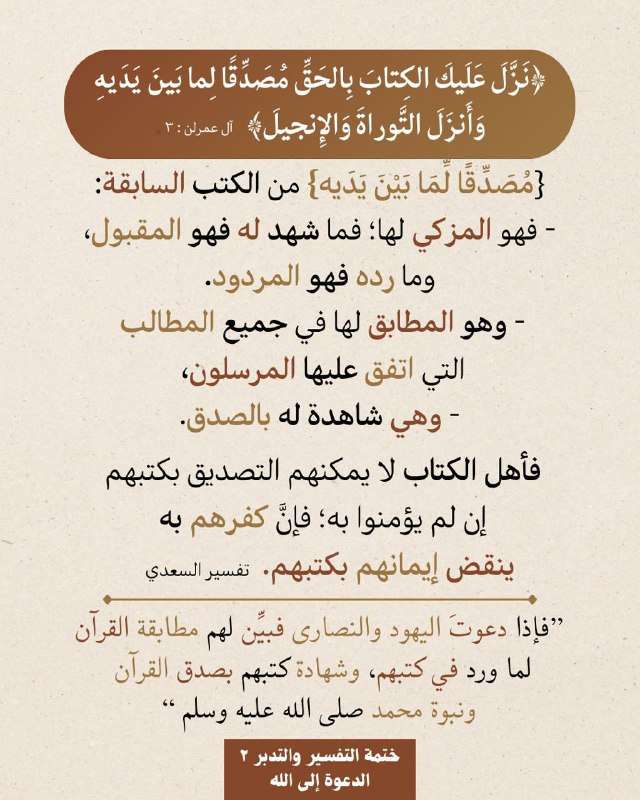 ﴿نَزَّلَ عَلَيكَ الكِتابَ بِالحَقِّ مُصَدِّقًا لِما بَينَ يَدَيهِ
وَأَنزَلَ التَّوراةَ وَالإِنجيلَ﴾ آل عمران : ٣
{مُصَدِّقًا لِّمَا بَيْنَ يَدَيه} من الكتب السابقة:
- فهو المزكي لها؛ فما شهد له فهو المقبول،
وما رده فهو المردود.
- وهو المطابق لها في جميع المطالب
التي اتفق عليها المرسلون،
- وهي شاهدة له بالصدق.
فأهل الكتاب لا يمكنهم التصديق بكتبهم
إن لم يؤمنوا به؛ فإنَّ كفرهم به
ينقض إيمانهم بكتبهم. تفسير السعدي
”فإذا دعوتَ اليهود والنصارى فبيِّن لهم مطابقة القرآن
لما ورد في كتبهم، وشهادة كتبهم بصدق القرآن
ونبوة محمد صلى الله عليه وسلم “
ختمة التفسير والتدبر ٢
الدعوة إلى الله